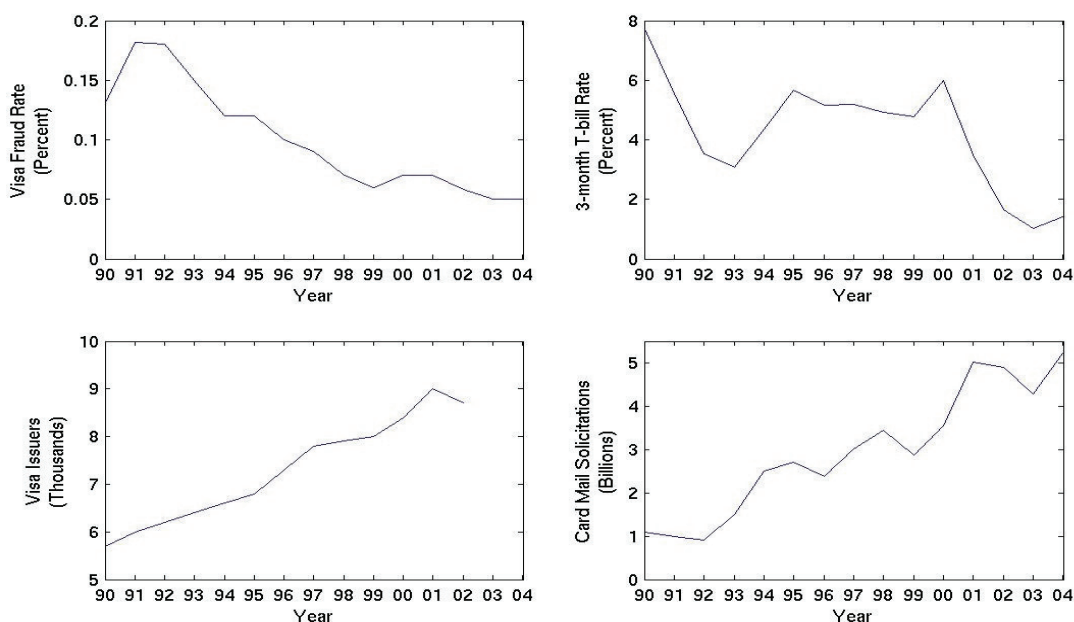 Visa Fraud Rate
(Percent)
0.2
0.15
0.1
0.05
0
90 91 92 93 94 95 96 97 98 99 00 01 02 03 04
Year
3-month T-bill Rate
(Percent)
8
6
4
2
0
90 91 92 93 94 95 96 97 98 99 00 01 02 03 04
Year
Visa Issuers
(Thousands)
10
9
8
7
6
5
90 91 92 93 94 95 96 97 98 99 00 01 02 03 04
Year
Card Mail Solicitations
(Billions)
5
4
3
2
1
0
90 91 92 93 94 95 96 97 98 99 00 01 02 03 04
Year